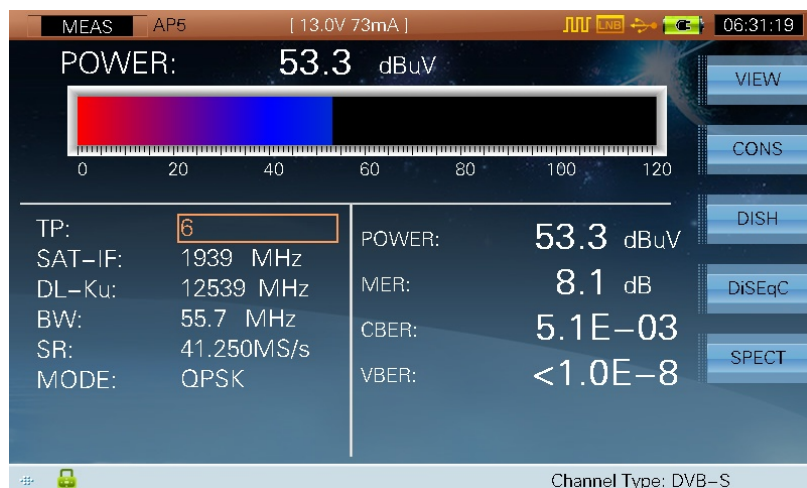 MEAS AP5 [ 13.0V 73mA ] LNB 06:31:19
POWER: 53.3 dBuV
VIEW
CONS
0 20 40 60 80 100 120
TP: 6
SAT-IF: 1939 MHz
DL-Ku: 12539 MHz
BW: 55.7 MHz
SR: 41.250MS/s
MODE: QPSK
POWER: 53.3 dBuV
MER: 8.1 dB
CBER: 5.1E-03
VBER: <1.0E-8
DISH
DiSEqC
SPECT
Channel Type: DVB-S